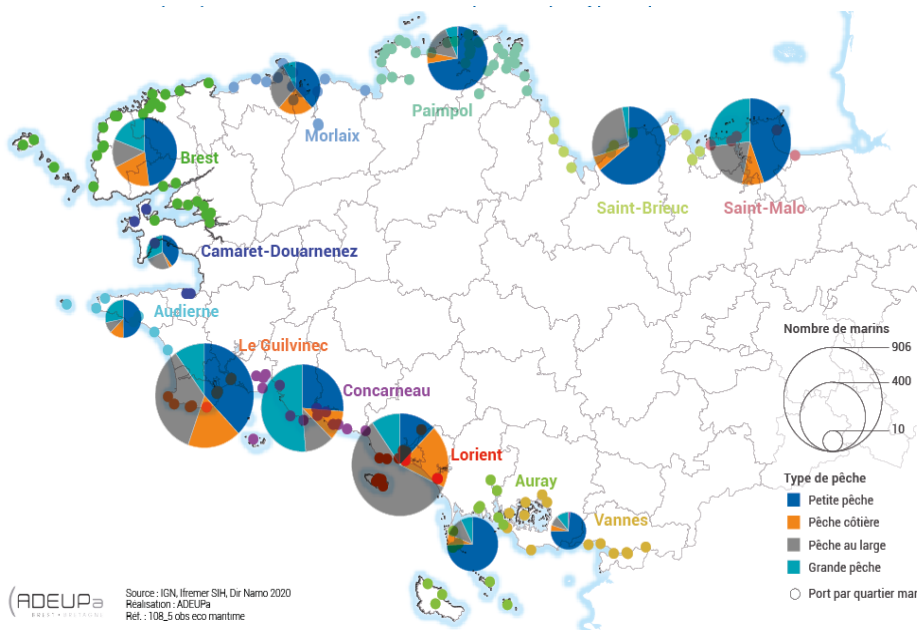 Morlaix
Paimpol
Brest
Saint-Brieuc
Saint-Malo
Camaret-Douarnenez
Audierne
Le Guilvinec
Concarneau
Lorient
Auray
Vannes
Nombre de marins
906
400
10
Type de pêche
Petite pêche
Pêche côtière
Pêche au large
Grande pêche
Port par quartier mar
ADEUPa
Source : IGN, Ifremer SIH, Dir Namo 2020
Réalisation : ADEUPa
Réf. : 108_5 obs eco maritime